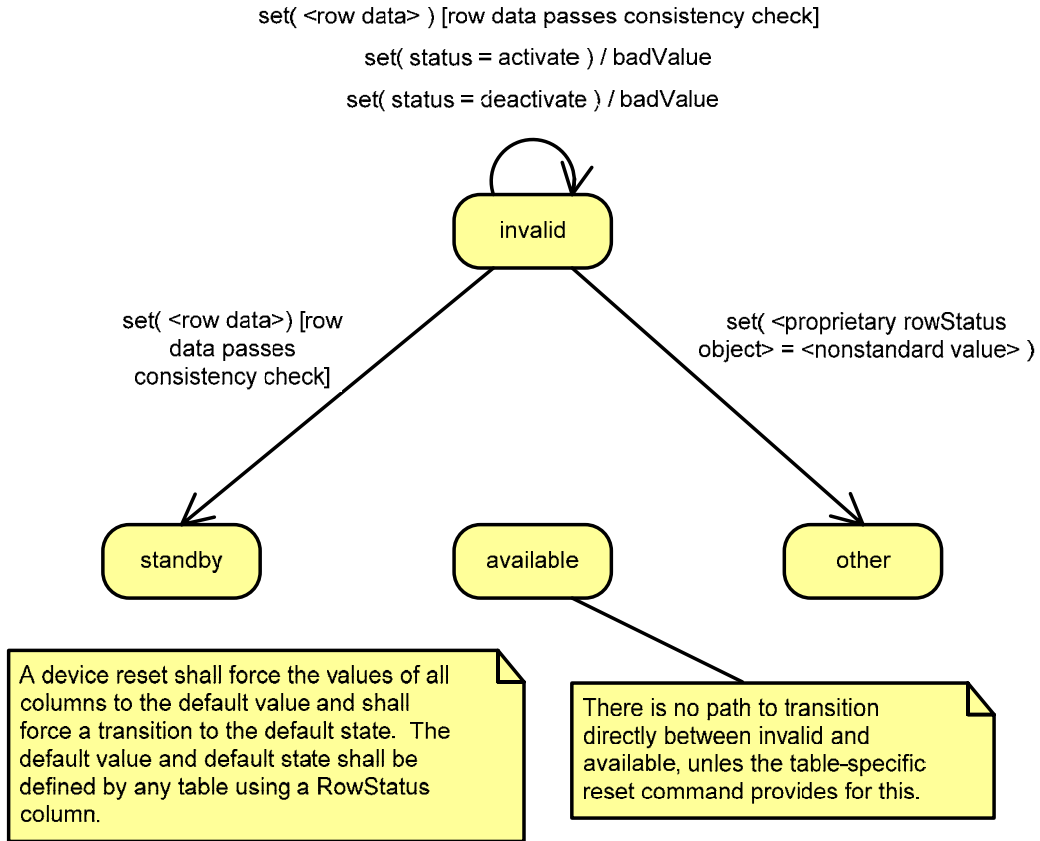 set( <row data> ) [row data passes consistency check]
set( status = activate ) / badValue
set( status = deactivate ) / badValue
invalid
set( <row data>) [row
data passes
consistency check]
set( <proprietary rowStatus
object> = <nonstandard value> )
standby
available
other
A device reset shall force the values of all
columns to the default value and shall
force a transition to the default state. The
default value and default state shall be
defined by any table using a RowStatus
column.
There is no path to transition
directly between invalid and
available, unles the table-specific
reset command provides for this.